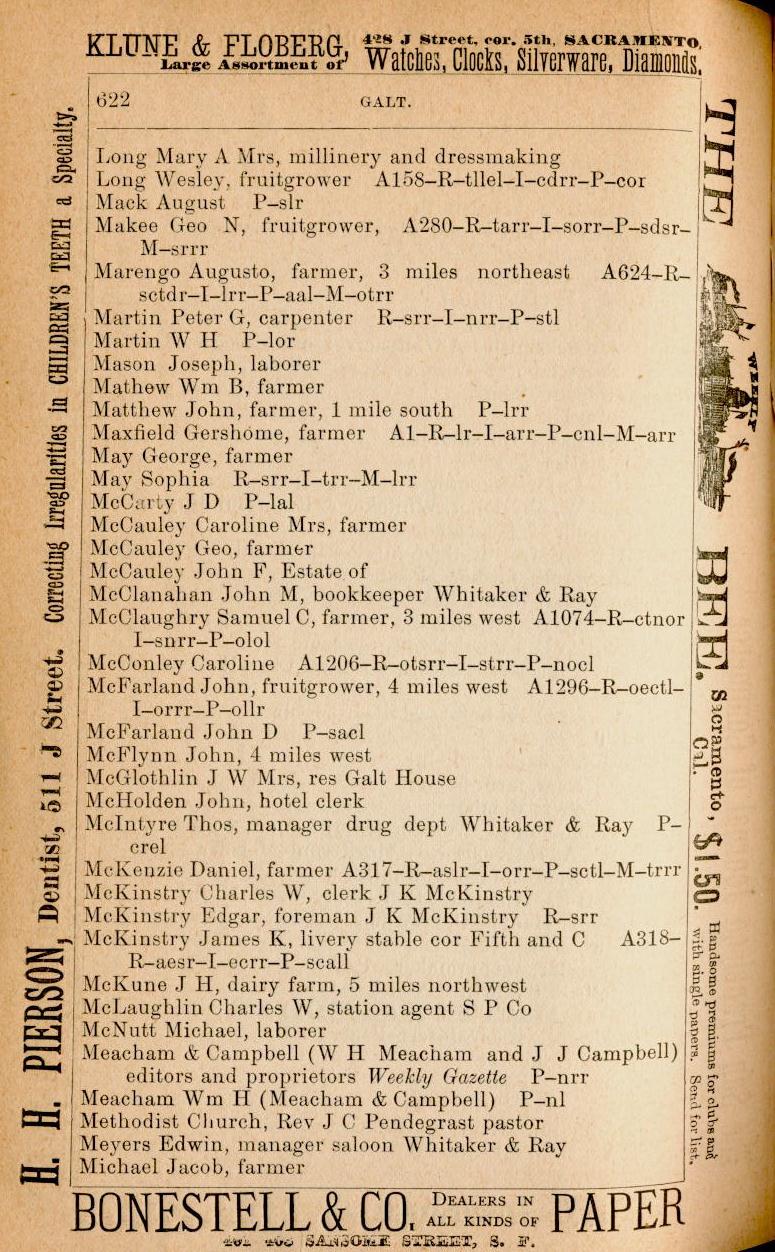 KLUNE & FLOBERG, 428 J Street, cor. 5th, SACRAMENTO,
Large Assortment of Watches, Clocks, Silverware, Diamonds.
622 GALT.
Long Mary A Mrs, millinery and dressmaking
Long Wesley, fruitgrower A158–R–tllel–I–cdrr–P–cor
Mack August P–slr
Makee Geo N, fruitgrower, A280–R–tarr–I–sorr–P–sdsr–
M–srrr
Marengo Augusto, farmer, 3 miles northeast A624–R–
sctdr–I–lrr–P–aal–M–otrr
Martin Peter G, carpenter R–srr–I–nrr–P–stl
Martin W H P–lor
Mason Joseph, laborer
Mathew Wm B, farmer
Matthew John, farmer, 1 mile south P–lrr
Maxfield Gershome, farmer A1–R–lr–I–arr–P–cnl–M–arr
May George, farmer
May Sophia R–srr–I–trr–M–lrr
McCarty J D P–lal
McCauley Caroline Mrs, farmer
McCauley Geo, farmer
McCauley John F, Estate of
McClanahan John M, bookkeeper Whitaker & Ray
McClaughry Samuel C, farmer, 3 miles west A1074–R–ctnor
I–snrr–P–olol
McConley Caroline A1206–R–otsrr–I–strr–P–nocl
McFarland John, fruitgrower, 4 miles west A1296–R–oectl–
I–orrr–P–ollr
McFarland John D P–sacl
McFlynn John, 4 miles west
McGlothlin J W Mrs, res Galt House
McHolden John, hotel clerk
McIntyre Thos, manager drug dept Whitaker & Ray P–
crel
McKenzie Daniel, farmer A317–R–aslr–I–orr–P–sctl–M–trrr
McKinstry Charles W, clerk J K McKinstry
McKinstry Edgar, foreman J K McKinstry R–srr
McKinstry James K, livery stable cor Fifth and C A318–
R–aesr–I–ecrr–P–scall
McKune J H, dairy farm, 5 miles northwest
McLaughlin Charles W, station agent S P Co
McNutt Michael, laborer
Meacham & Campbell (W H Meacham and J J Campbell)
editors and proprietors Weekly Gazette P–nrr
Meacham Wm H (Meacham & Campbell) P–nl
Methodist Church, Rev J C Pendegrast pastor
Meyers Edwin, manager saloon Whitaker & Ray
Michael Jacob, farmer
H. H. PIERSON, Dentist, 511 J Street. Correcting Irregularities in CHILDREN'S TEETH a Specialty.
THE WEEKLY BEE. Sacramento, Cal. $1.50. Handsome premiums for clubs and
with single papers. Send for list.
BONESTELL & CO. DEALERS IN ALL KINDS OF PAPER
SANSOME STREET, S. F.